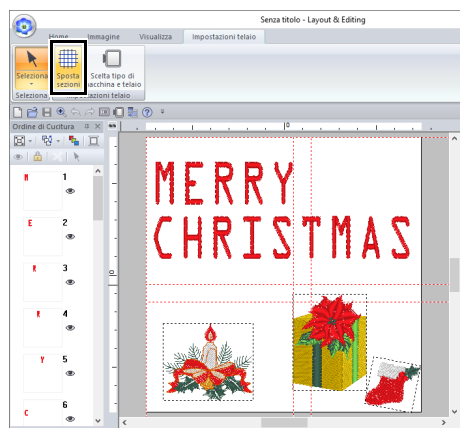 Senza titolo - Layout & Editing
Home Immagine Visualizza Impostazioni telaio
Seleziona
Sposta sezioni
Scelta tipo di macchina e telaio
Seleziona Impostazioni telaio
Ordine di Cucitura
0
M 1
E 2
R 3
R 4
Y 5
C 6
0
MERRY
CHRISTMAS